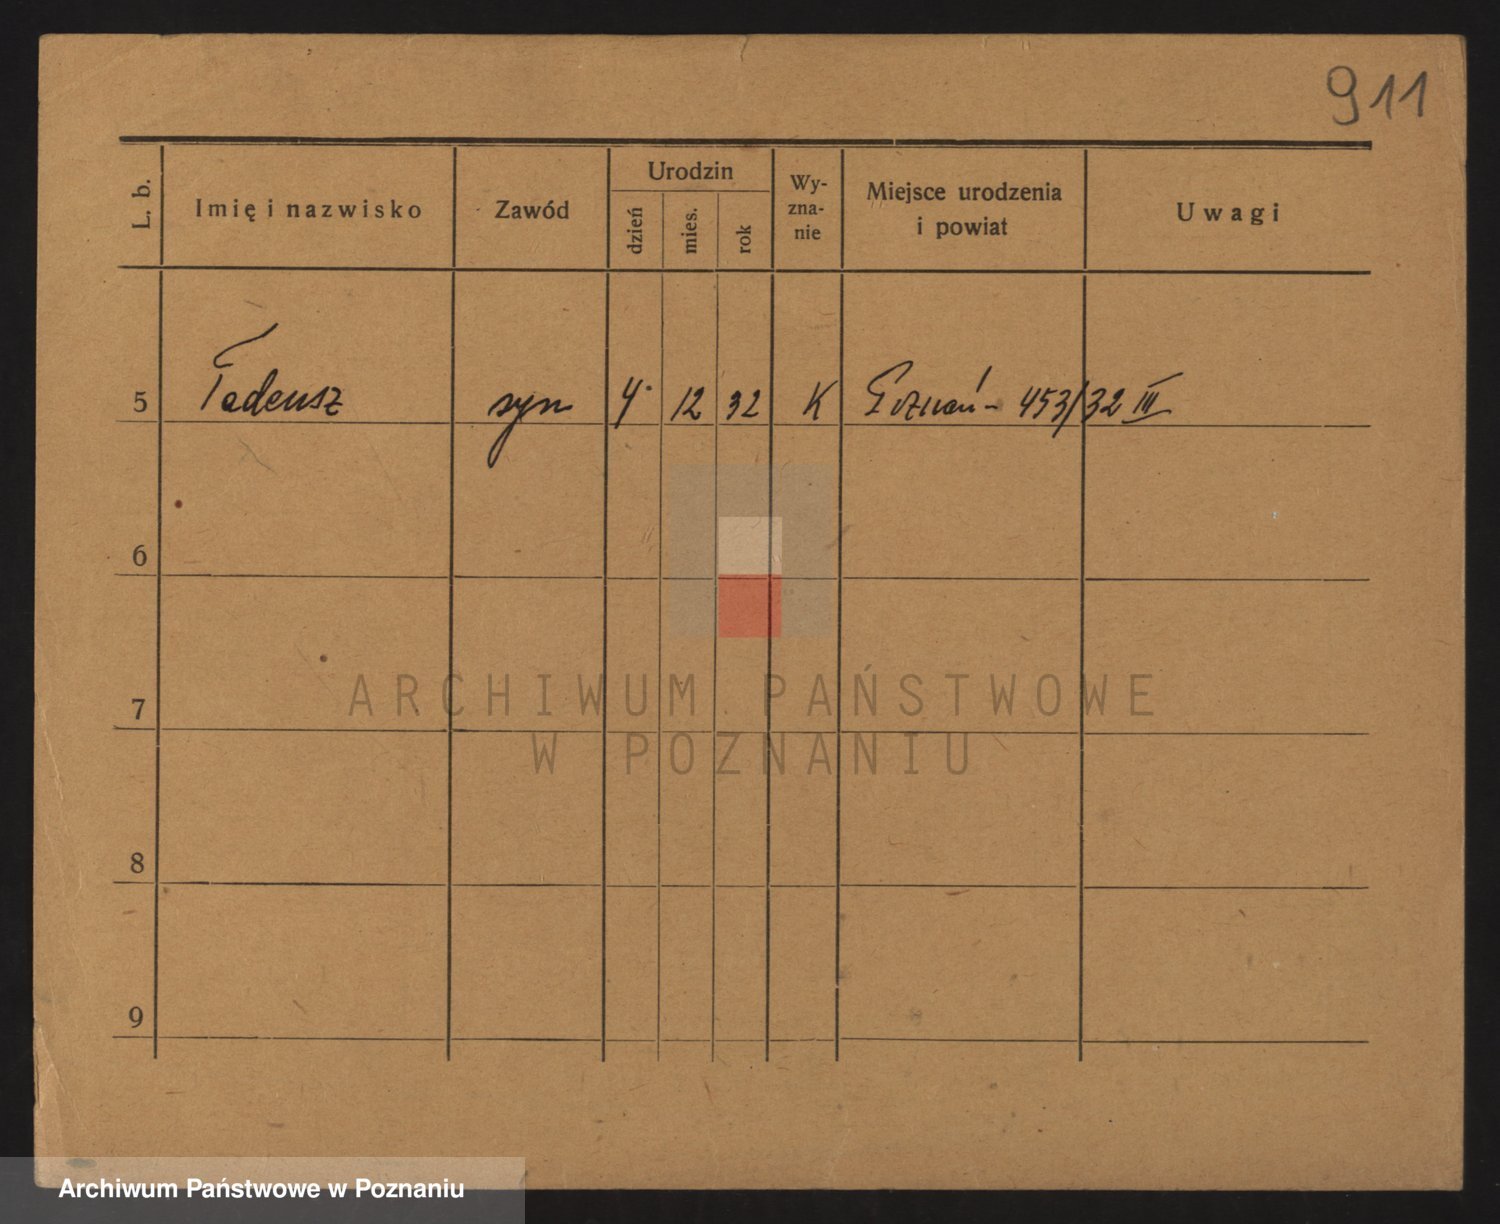 911
L. b.
Imię i nazwisko
Zawód
Urodzin
dzień
mies.
rok
Wy-
zna-
nie
Miejsce urodzenia
i powiat
Uwagi
5 Tadeusz syn 4. 12 32 K Poznań - 453/32 III
6
7
8
9
ARCHIWUM PAŃSTWOWE
W POZNANIU
Archiwum Państwowe w Poznaniu